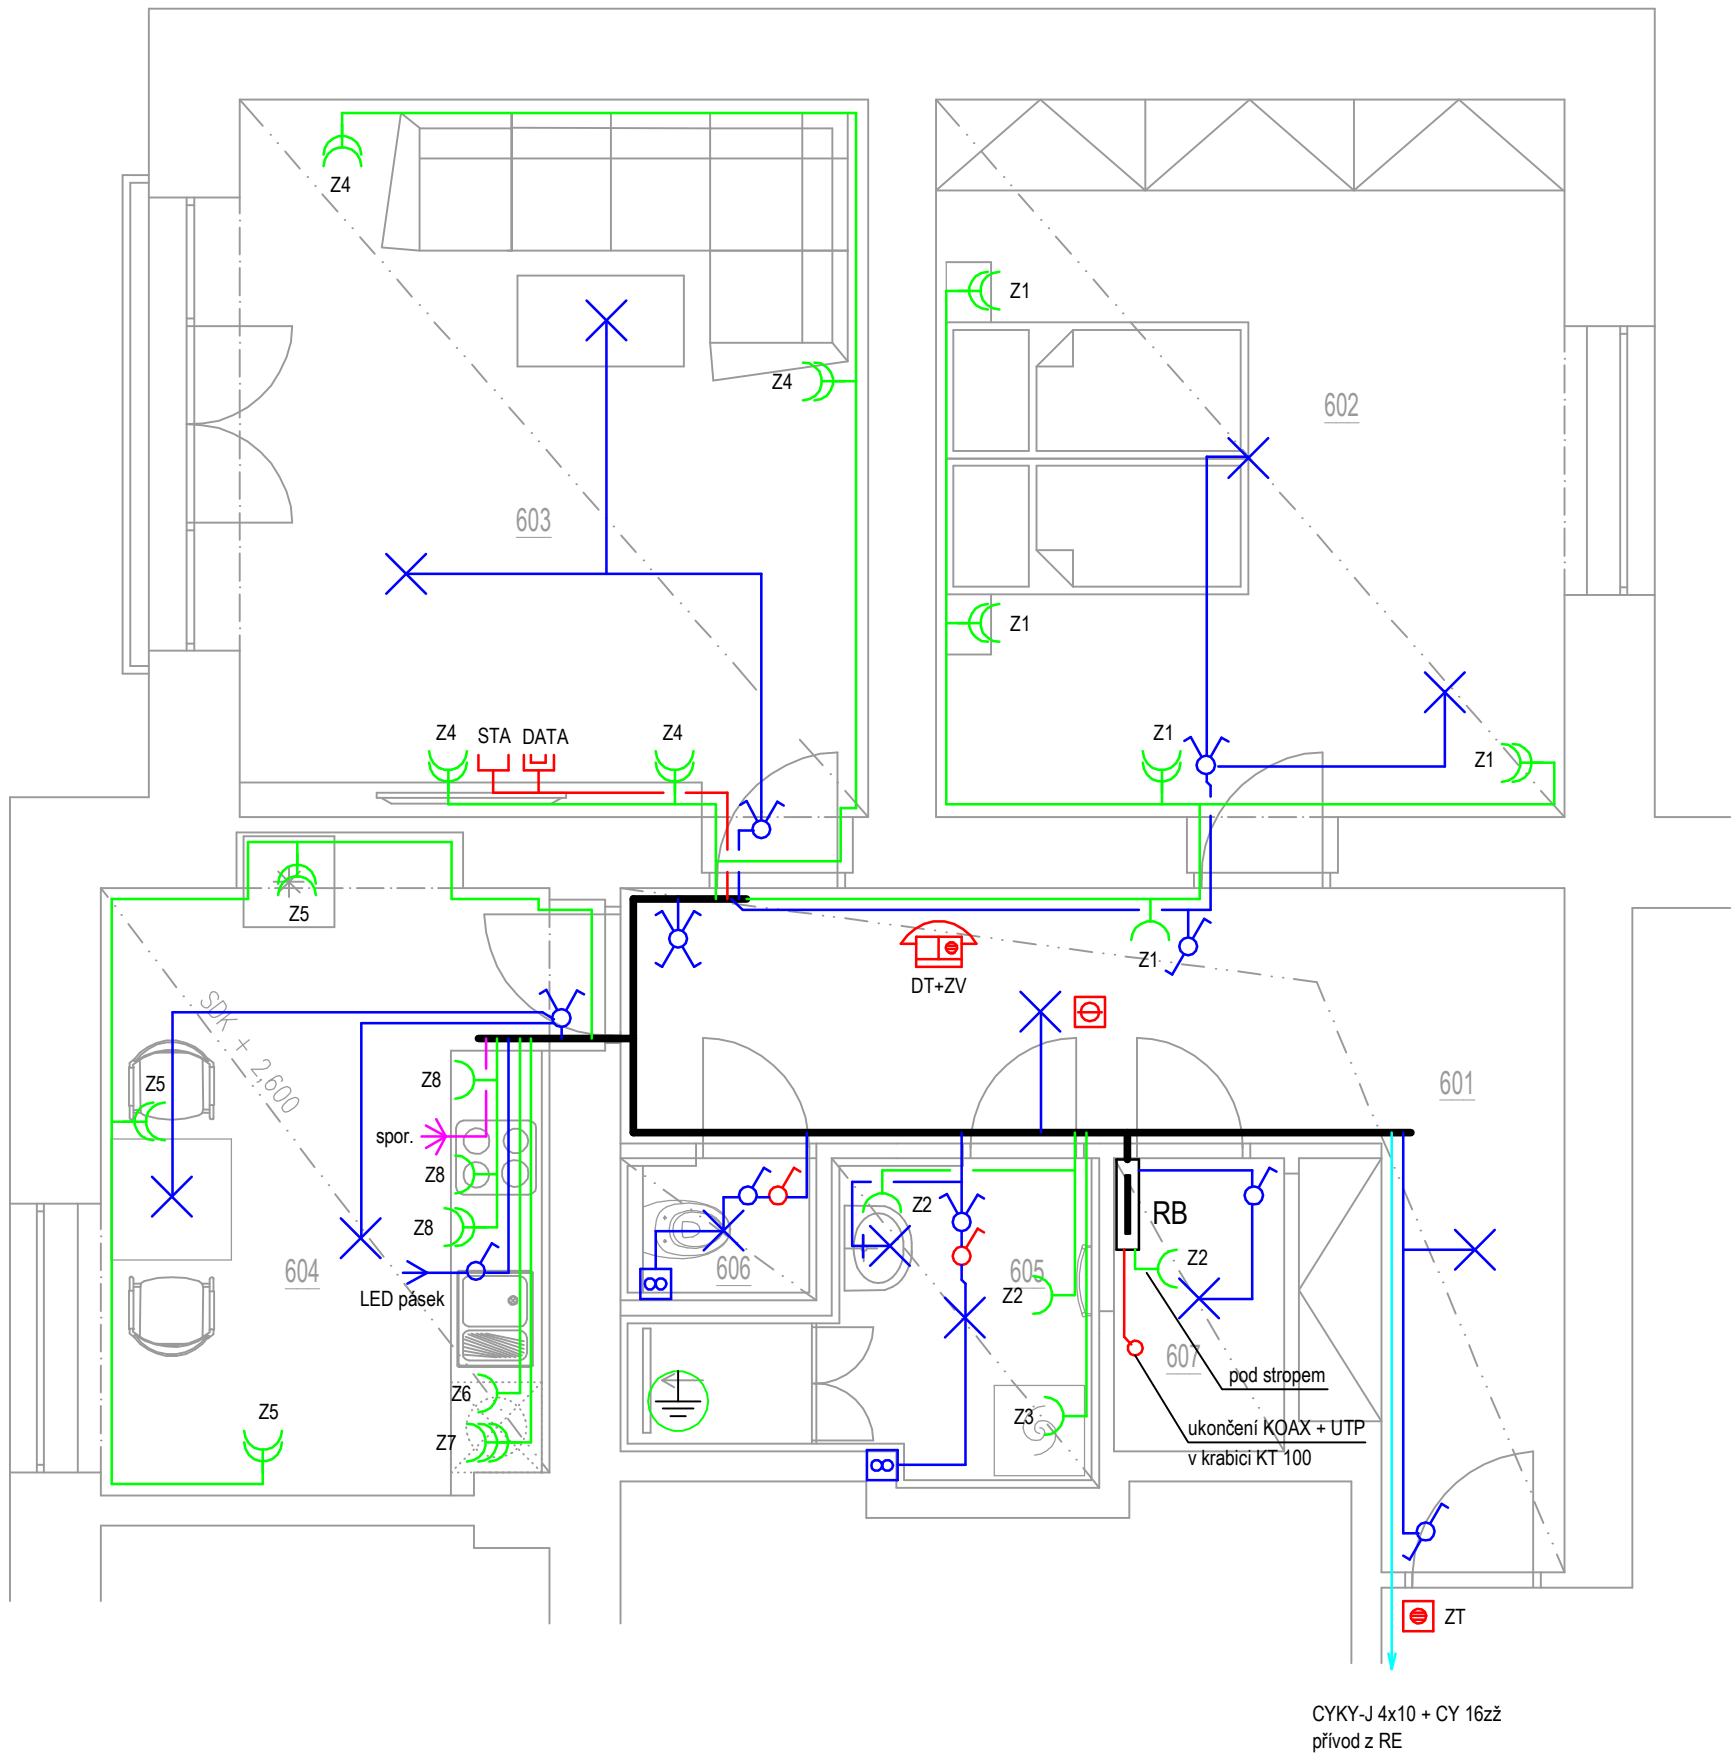 Z4
Z1
Z4
602
603
Z1
Z4
STA
DATA
Z4
Z1
Z1
Z5
DT+ZV
Z1
SDK + 2,600
Z5
Z8
601
spor.
Z8
Z8
Z2
RB
Z2
604
606
605
Z2
LED pásek
607
pod stropem
Z6
Z5
Z7
Z3
ukončení KOAX + UTP
v krabici KT 100
ZT
CYKY-J 4x10 + CY 16zž
přívod z RE